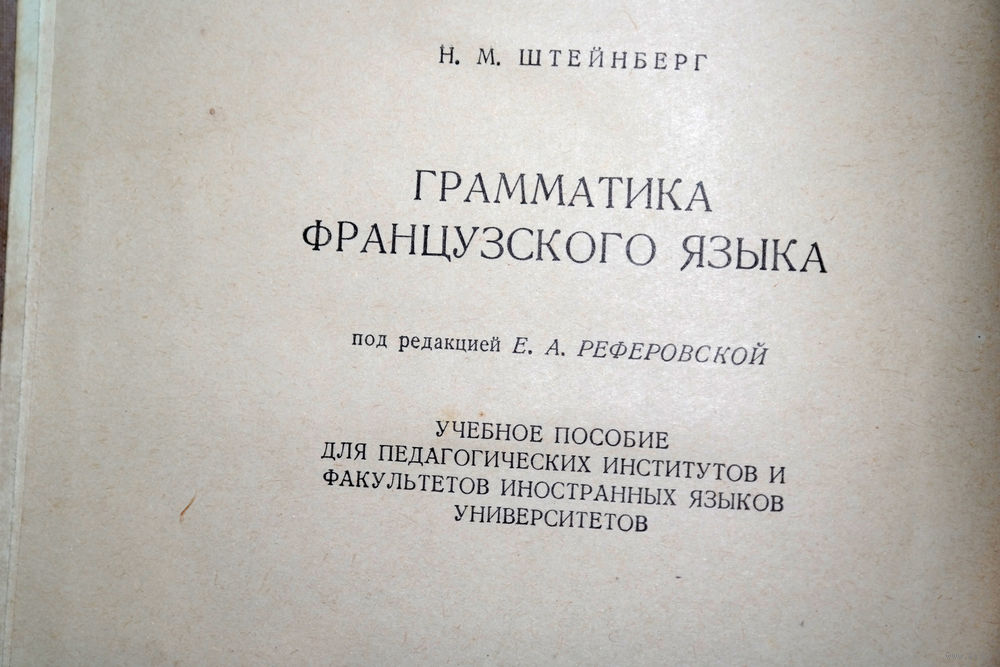 Н. М. ШТЕЙНБЕРГ
ГРАММАТИКА
ФРАНЦУЗСКОГО ЯЗЫКА
под редакцией Е. А. РЕФЕРОВСКОЙ
УЧЕБНОЕ ПОСОБИЕ
ДЛЯ ПЕДАГОГИЧЕСКИХ ИНСТИТУТОВ И
ФАКУЛЬТЕТОВ ИНОСТРАННЫХ ЯЗЫКОВ
УНИВЕРСИТЕТОВ